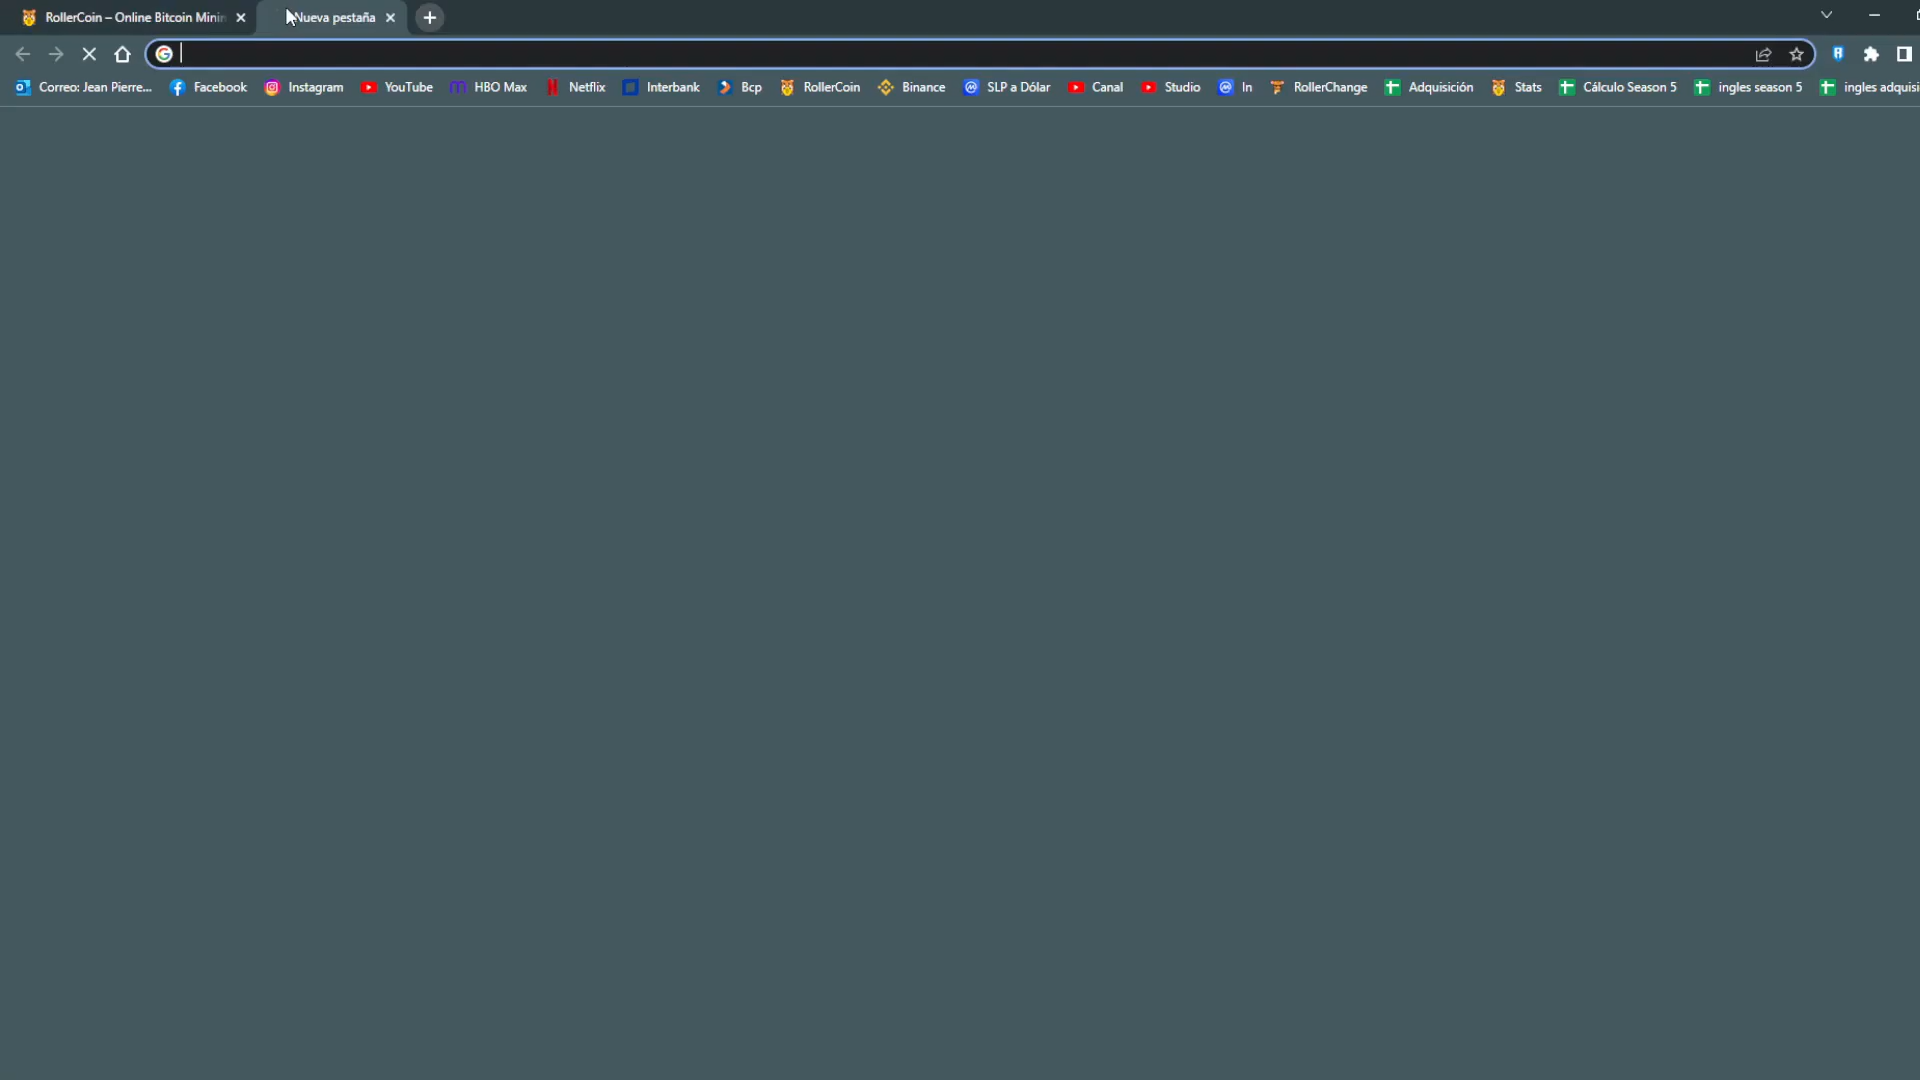 RollerCoin – Online Bitcoin Minin
Nueva pestaña
Correo: Jean Pierre... Facebook Instagram YouTube HBO Max Netflix Interbank Bcp RollerCoin Binance SLP a Dólar Canal Studio In RollerChange Adquisición Stats Cálculo Season 5 ingles season 5 ingles adquisi